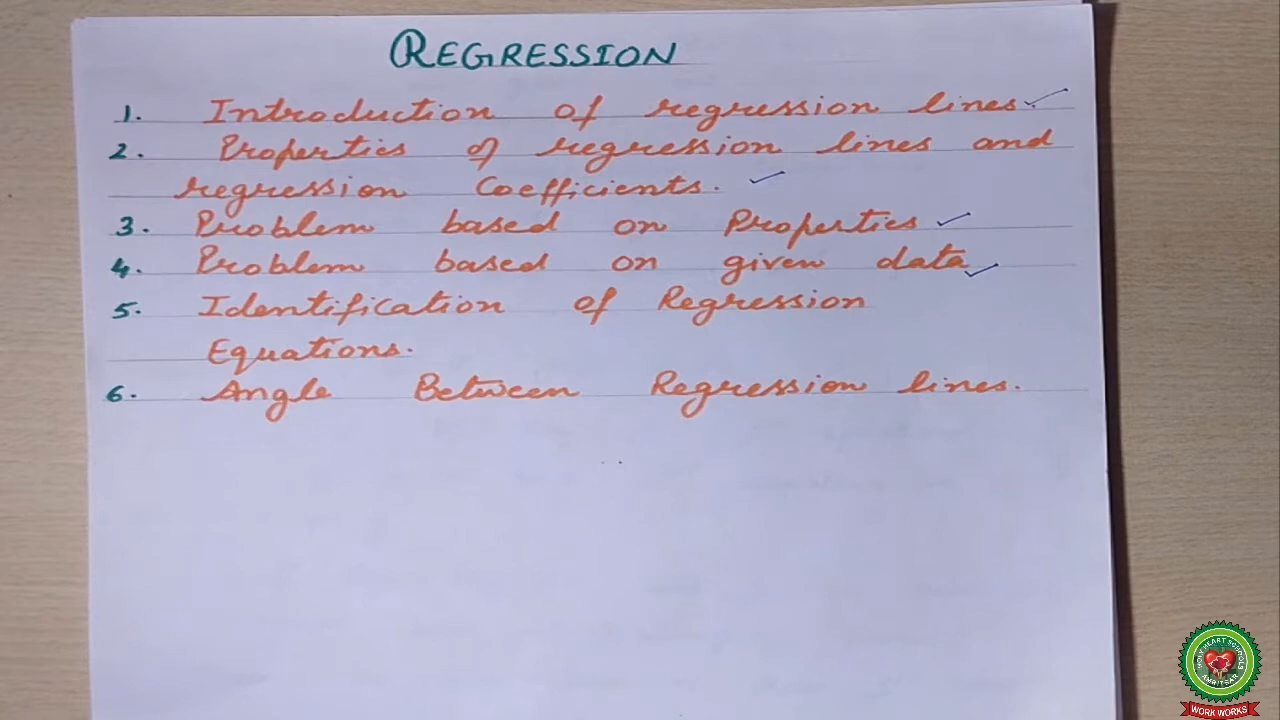 REGRESSION
1. Introduction of regression lines ✓
2. Properties of regression lines and
regression Coefficients. ✓
3. Problem based on Properties ✓
4. Problem based on given data ✓
5. Identification of Regression
Equations.
6. Angle Between Regression lines.
AMRITSAR
WORK WORKS